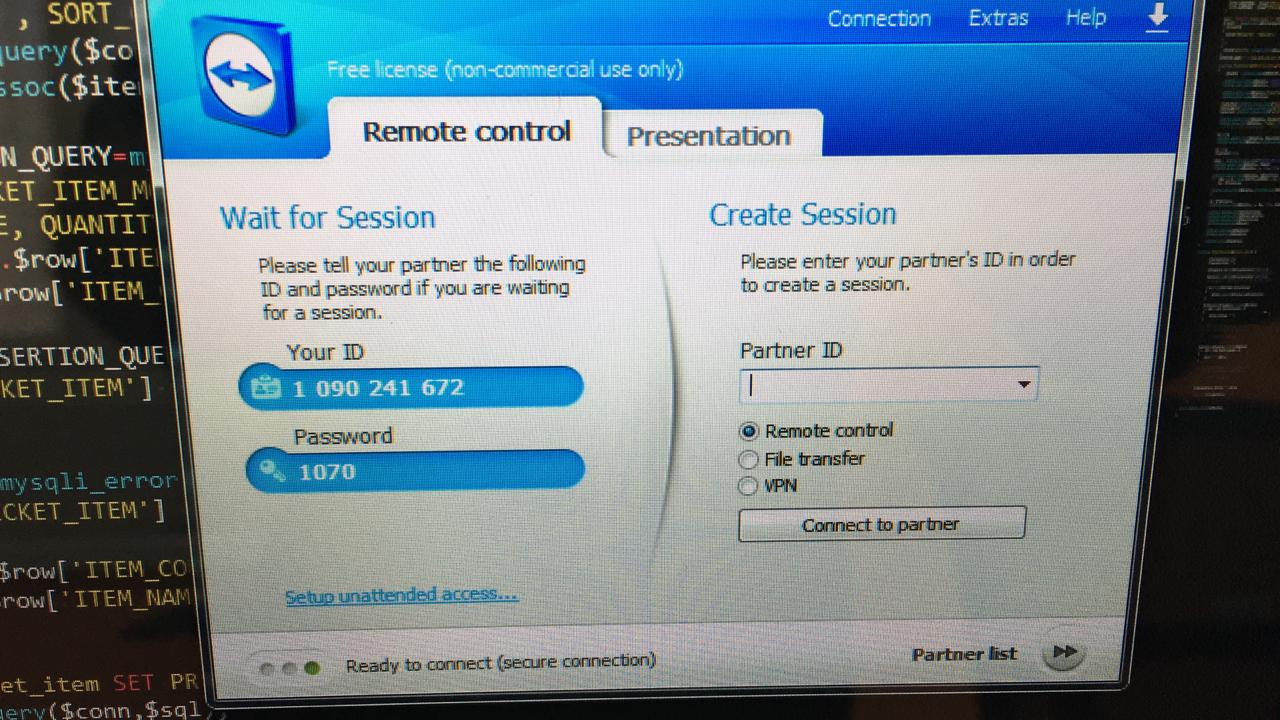 , SORT_
query($co
ssoc($ite
N_QUERY=m
KET_ITEM_M
E, QUANTIT
.$row['ITE
row['ITEM_
SERTION_QUE
KET_ITEM']
mysqli_error
CKET_ITEM']
$row['ITEM_CO
row['ITEM_NAM
et_item SET PR
uery($conn,$sql);
Connection Extras Help
Free license (non-commercial use only)
Remote control Presentation
Wait for Session
Please tell your partner the following
ID and password if you are waiting
for a session.
Your ID
1 090 241 672
Password
1070
Setup unattended access...
Create Session
Please enter your partner's ID in order
to create a session.
Partner ID
Remote control
File transfer
VPN
Connect to partner
Ready to connect (secure connection)
Partner list